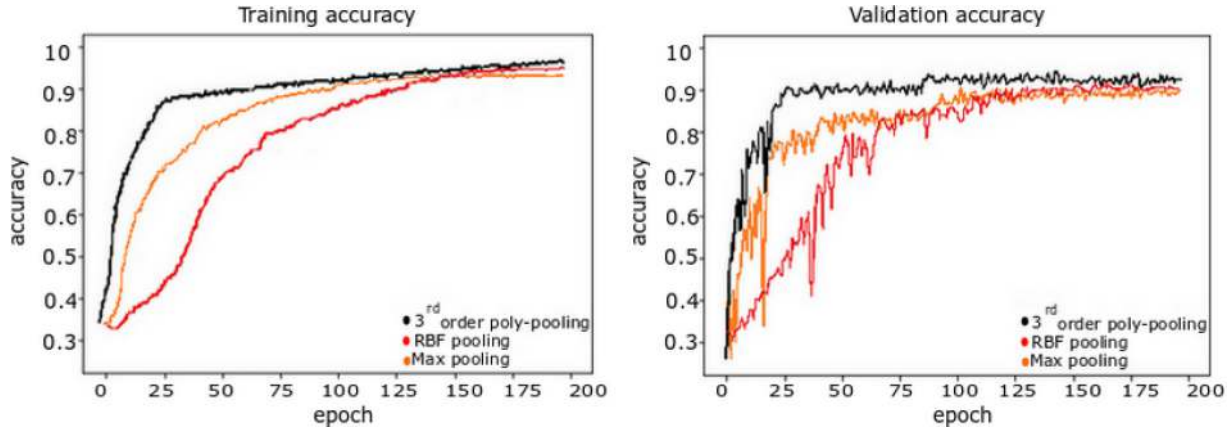 Training accuracy
10
0.9
0.8
0.7
0.6
0.5
0.4
0.3
accuracy
0 25 50 75 100 125 150 175 200
epoch
3rd order poly-pooling
RBF pooling
Max pooling
Validation accuracy
10
0.9
0.8
0.7
0.6
0.5
0.4
0.3
accuracy
0 25 50 75 100 125 150 175 200
epoch
3rd order poly-pooling
RBF pooling
Max pooling